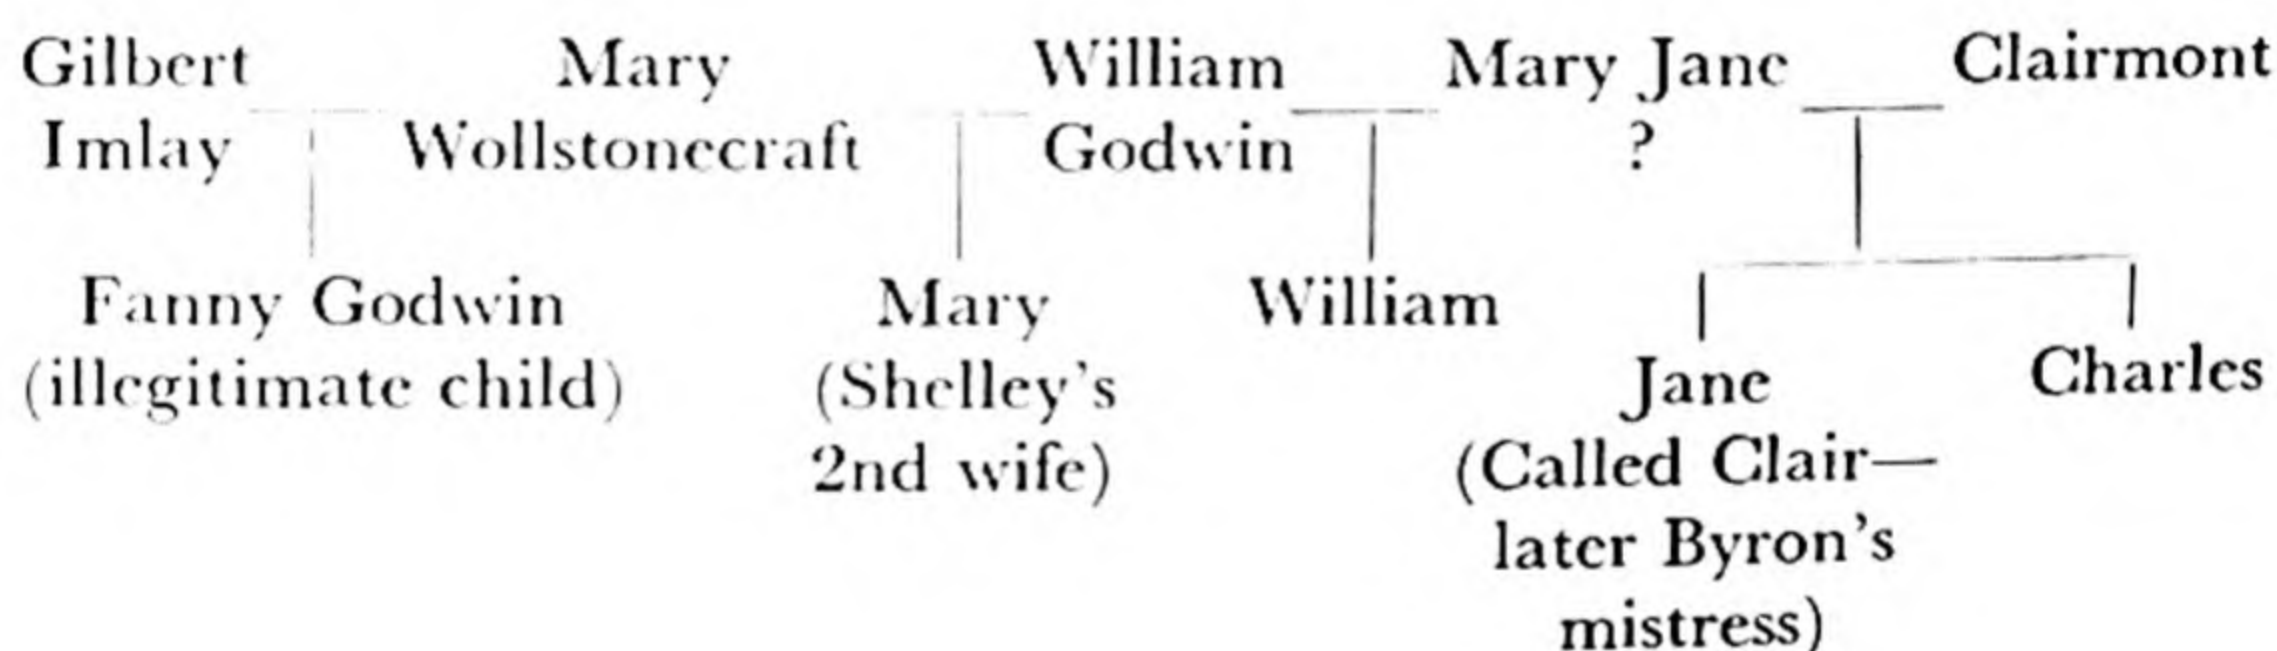 Gilbert Mary William Mary Jane Clairmont
Imlay Wollstonecraft Godwin ?
Fanny Godwin Mary William
(illegitimate child) (Shelley's Jane Charles
2nd wife) (Called Clair—
later Byron's
mistress)